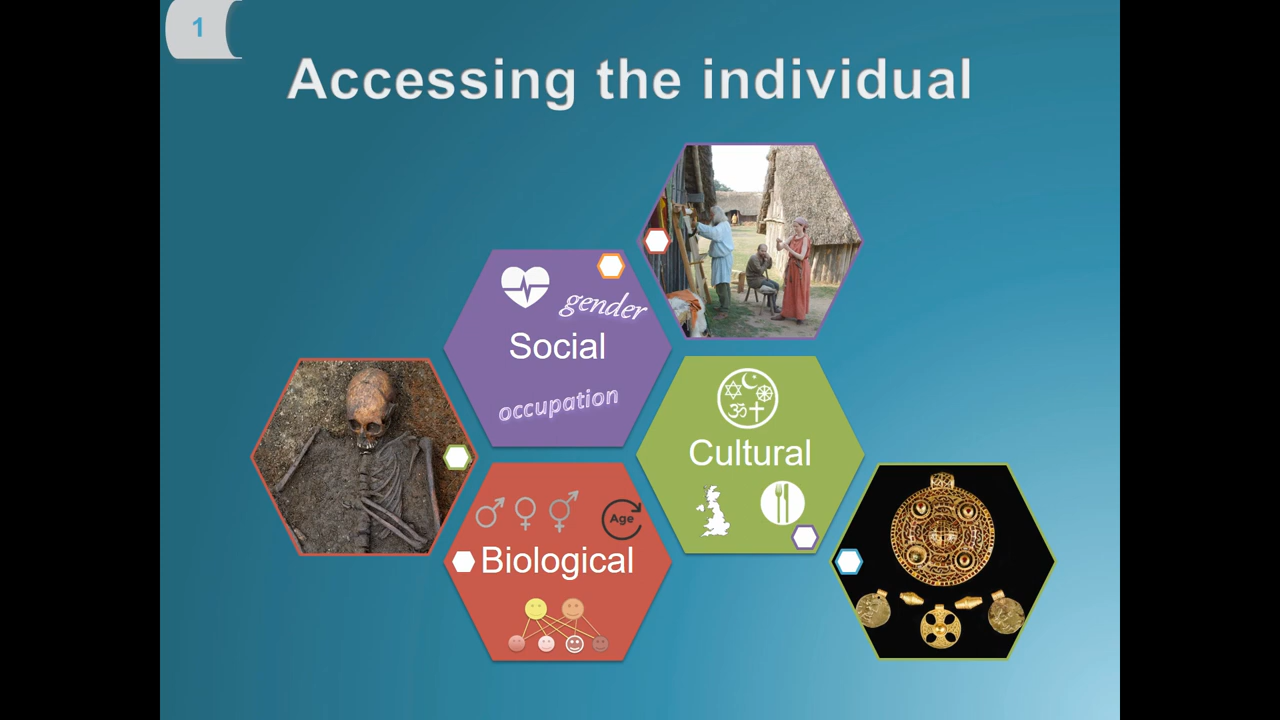 1
Accessing the individual
gender
Social
occupation
Cultural
Age
Biological